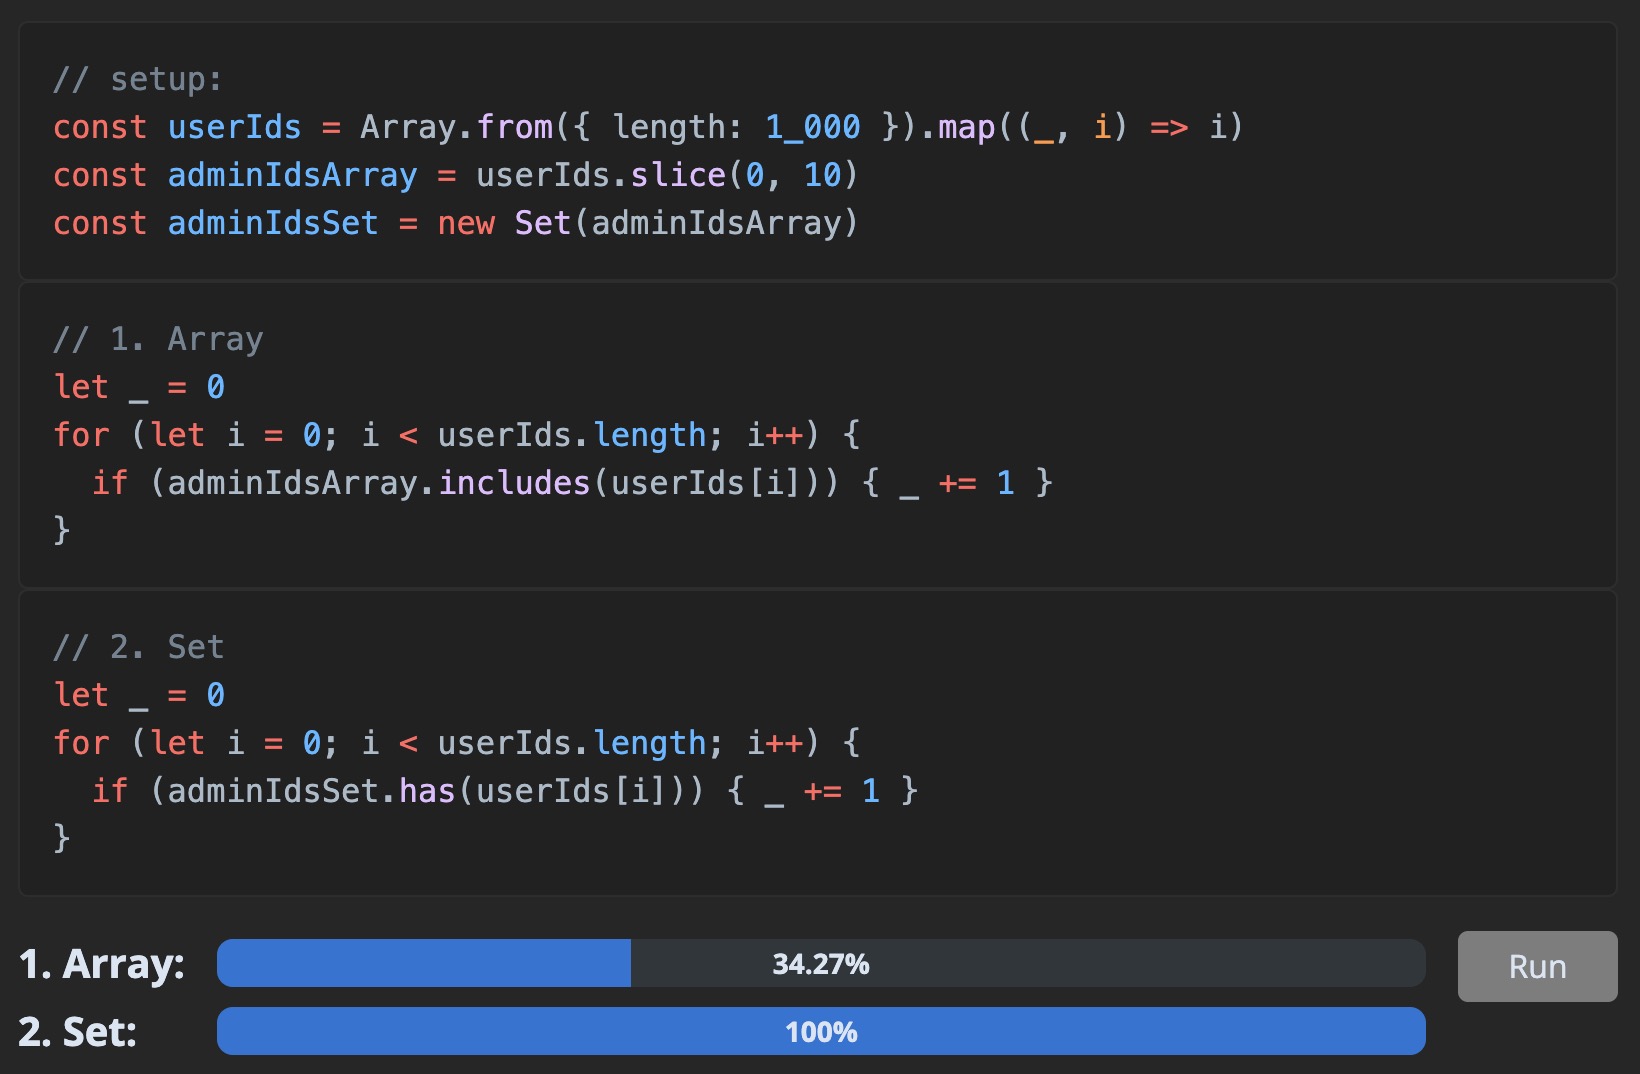 // setup:
const userIds = Array.from({ length: 1_000 }).map((_, i) => i)
const adminIdsArray = userIds.slice(0, 10)
const adminIdsSet = new Set(adminIdsArray)
// 1. Array
let _ = 0
for (let i = 0; i < userIds.length; i++) {
  if (adminIdsArray.includes(userIds[i])) { _ += 1 }
}
// 2. Set
let _ = 0
for (let i = 0; i < userIds.length; i++) {
  if (adminIdsSet.has(userIds[i])) { _ += 1 }
}
1. Array: 34.27% Run
2. Set: 100%